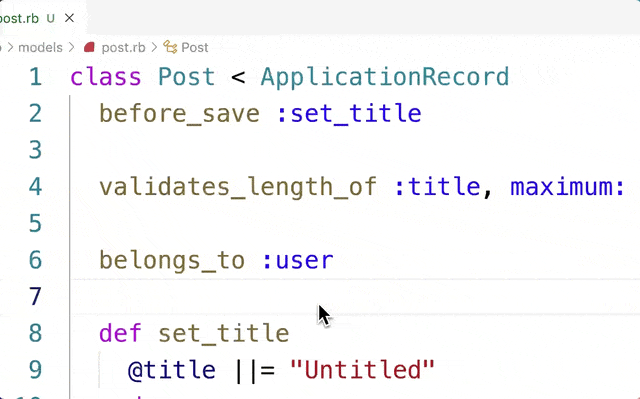 post.rb U
models > post.rb > Post
1 class Post < ApplicationRecord
2 before_save :set_title
3
4 validates_length_of :title, maximum:
5
6 belongs_to :user
7
8 def set_title
9 @title ||= "Untitled"